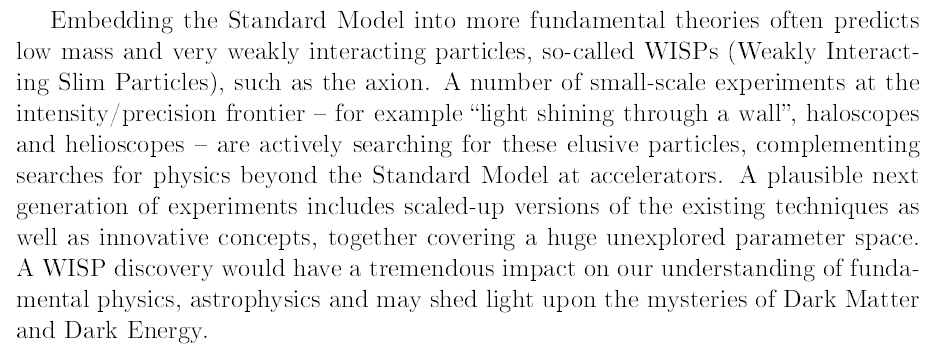 Embedding the Standard Model into more fundamental theories often predicts
low mass and very weakly interacting particles, so-called WISPs (Weakly Interact-
ing Slim Particles), such as the axion. A number of small-scale experiments at the
intensity/precision frontier – for example “light shining through a wall”, haloscopes
and helioscopes – are actively searching for these elusive particles, complementing
searches for physics beyond the Standard Model at accelerators. A plausible next
generation of experiments includes scaled-up versions of the existing techniques as
well as innovative concepts, together covering a huge unexplored parameter space.
A WISP discovery would have a tremendous impact on our understanding of funda-
mental physics, astrophysics and may shed light upon the mysteries of Dark Matter
and Dark Energy.